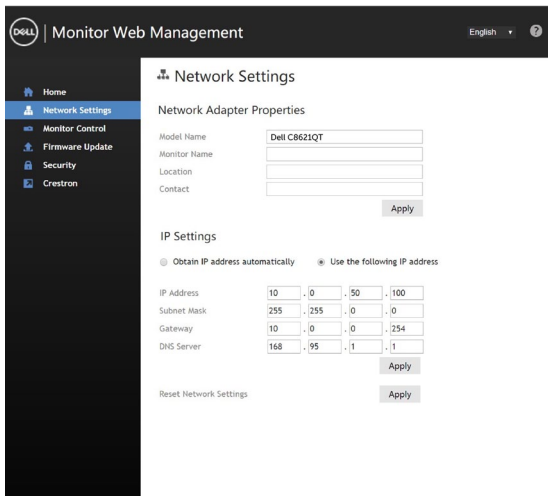 DELL | Monitor Web Management
English ?
Home
Network Settings
Monitor Control
Firmware Update
Security
Crestron
Network Settings
Network Adapter Properties
Model Name Dell C8621QT
Monitor Name
Location
Contact
Apply
IP Settings
Obtain IP address automatically Use the following IP address
IP Address 10 . 0 . 50 . 100
Subnet Mask 255 . 255 . 0 . 0
Gateway 10 . 0 . 0 . 254
DNS Server 168 . 95 . 1 . 1
Apply
Reset Network Settings Apply